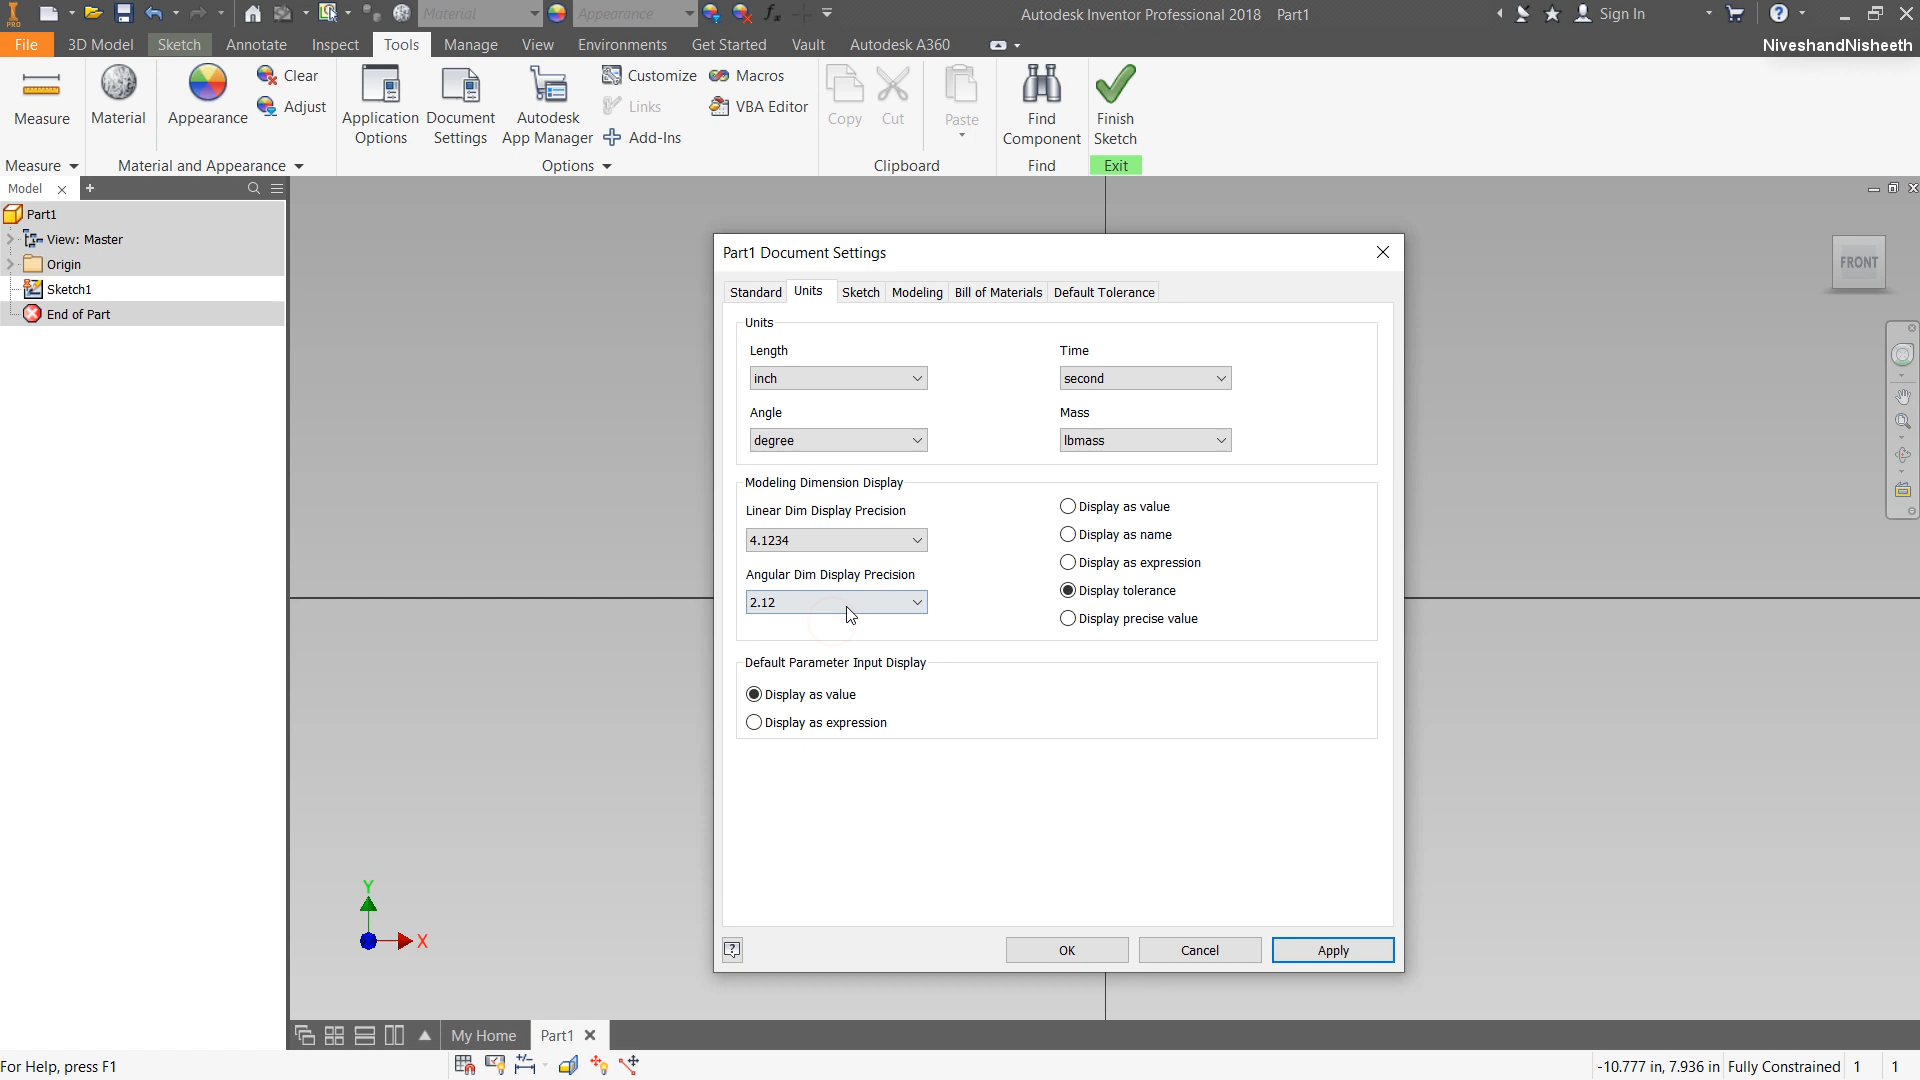 Material
Appearance
Autodesk Inventor Professional 2018 Part1
Sign In
PRO
File 3D Model Sketch Annotate Inspect Tools Manage View Environments Get Started Vault Autodesk A360
NiveshandNisheeth
Measure
Material
Appearance
Clear
Adjust
Application Options
Document Settings
Autodesk App Manager
Customize
Links
Add-Ins
Macros
VBA Editor
Copy
Cut
Paste
Find Component
Finish Sketch
Measure
Material and Appearance
Options
Clipboard
Find
Exit
Model
Part1
View: Master
Origin
Sketch1
End of Part
FRONT
Part1 Document Settings
Standard Units Sketch Modeling Bill of Materials Default Tolerance
Units
Length
inch
Time
second
Angle
degree
Mass
lbmass
Modeling Dimension Display
Linear Dim Display Precision
4.1234
Angular Dim Display Precision
2.12
Display as value
Display as name
Display as expression
Display tolerance
Display precise value
Default Parameter Input Display
Display as value
Display as expression
OK
Cancel
Apply
Y
X
My Home
Part1
For Help, press F1
-10.777 in, 7.936 in Fully Constrained 1 1